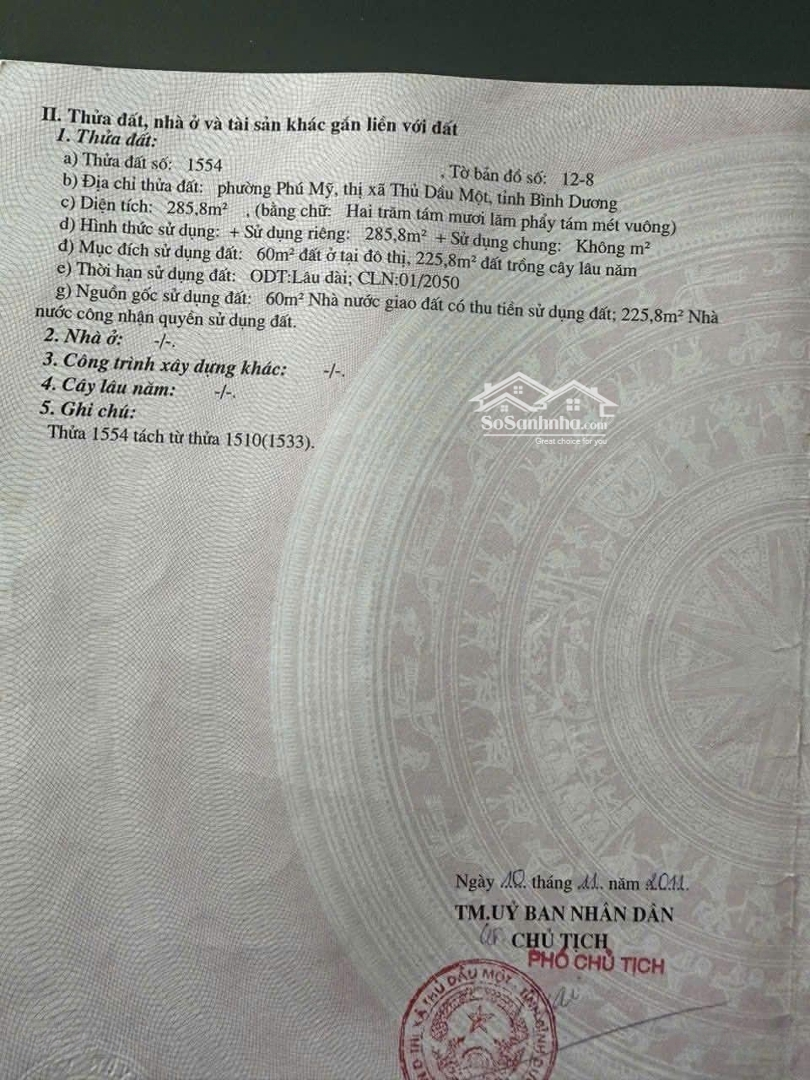 II. Thửa đất, nhà ở và tài sản khác gắn liền với đất
1. Thửa đất:
a) Thửa đất số: 1554 , Tờ bản đồ số: 12-8
b) Địa chỉ thửa đất: phường Phú Mỹ, thị xã Thủ Dầu Một, tỉnh Bình Dương
c) Diện tích: 285,8m² , (bằng chữ: Hai trăm tám mươi lăm phẩy tám mét vuông)
d) Hình thức sử dụng: + Sử dụng riêng: 285,8m² + Sử dụng chung: Không m²
đ) Mục đích sử dụng đất: 60m² đất ở tại đô thị, 225,8m² đất trồng cây lâu năm
e) Thời hạn sử dụng đất: ODT:Lâu dài; CLN:01/2050
g) Nguồn gốc sử dụng đất: 60m² Nhà nước giao đất có thu tiền sử dụng đất; 225,8m² Nhà
nước công nhận quyền sử dụng đất.
2. Nhà ở: -/-.
3. Công trình xây dựng khác: -/-.
4. Cây lâu năm: -/-.
5. Ghi chú:
Thửa 1554 tách từ thửa 1510(1533).
SoSanhnha.com
Great choice for you
Ngày 10. tháng 11. năm 2011.
TM.UỶ BAN NHÂN DÂN
CHỦ TỊCH
PHÓ CHỦ TỊCH
THỊ XÃ THỦ DẦU MỘT - TỈNH BÌNH